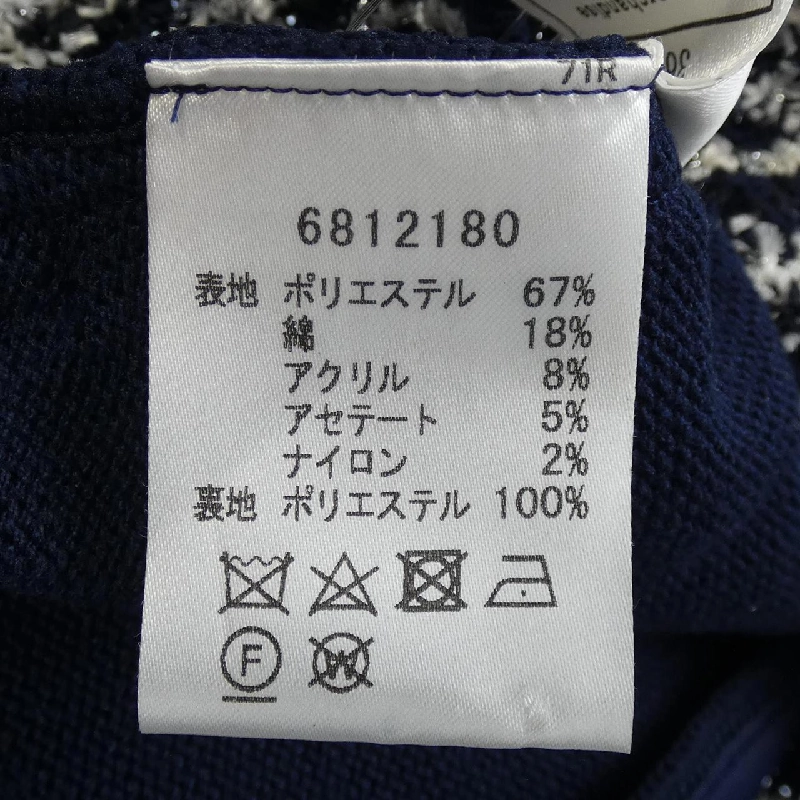 71R
6812180
表地 ポリエステル 67%
綿 18%
アクリル 8%
アセテート 5%
ナイロン 2%
裏地 ポリエステル 100%
F W